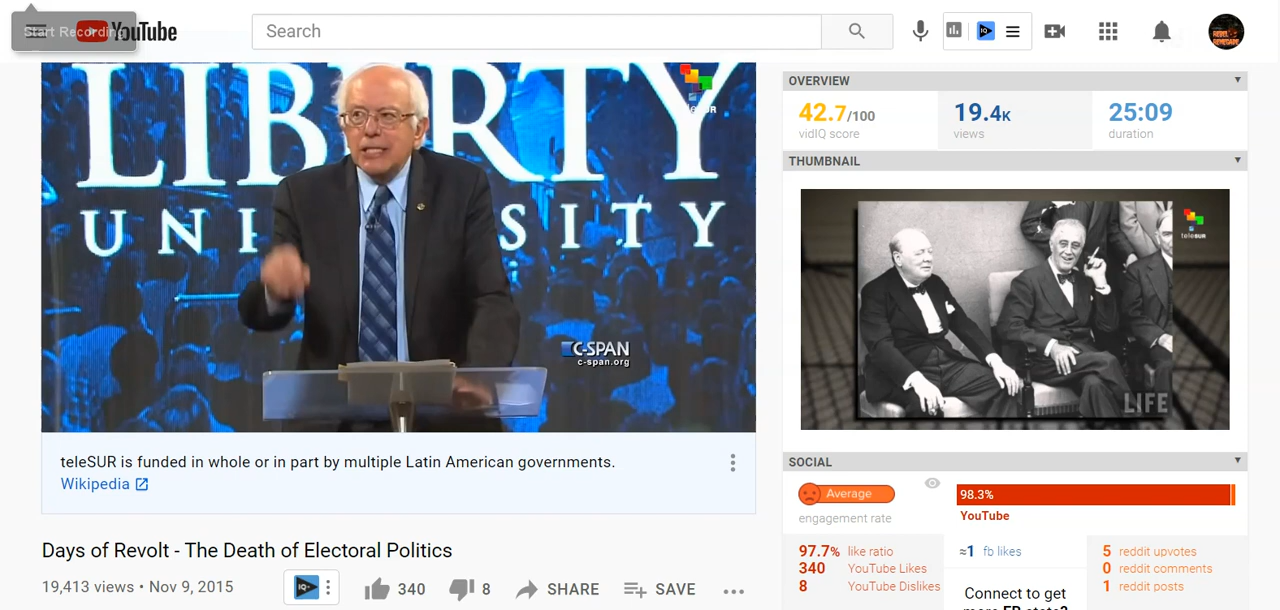 Start Recording
YouTube
Search
LIBERTY
UNIVERSITY
teleSUR
C-SPAN
c-span.org
teleSUR is funded in whole or in part by multiple Latin American governments.
Wikipedia
Days of Revolt - The Death of Electoral Politics
19,413 views • Nov 9, 2015
IQ
340
8
SHARE
SAVE
OVERVIEW
42.7/100
vidIQ score
19.4K
views
25:09
duration
THUMBNAIL
teleSUR
LIFE
SOCIAL
Average
engagement rate
98.3%
YouTube
97.7% like ratio
340 YouTube Likes
8 YouTube Dislikes
≈1 fb likes
Connect to get
5 reddit upvotes
0 reddit comments
1 reddit posts